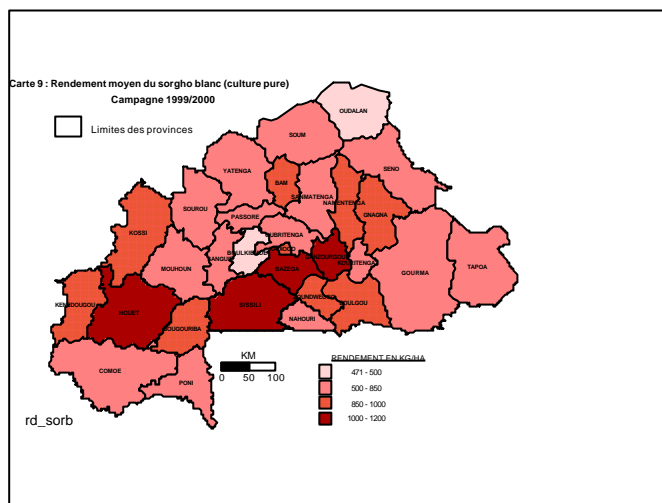 Carte 9 : Rendement moyen du sorgho blanc (culture pure)
Campagne 1999/2000
Limites des provinces
OUDALAN
SOUM
SENO
YATENGA
BAM
SANMATENGA
NAMENTENGA
GNAGNA
SOUROU
PASSORE
KOSSI
OUBRITENGA
BOULKIEMDE
MOUHOUN
BAZEGA
GOURMA
TAPOA
KENEDOUGOU
HOUET
SISSILI
BOULGOU
BOUGOURIBA
NAHOURI
COMOE
PONI
KM
0 50 100
RENDEMENT EN KG/HA
471 - 500
500 - 850
850 - 1000
1000 - 1200
rd_sorb